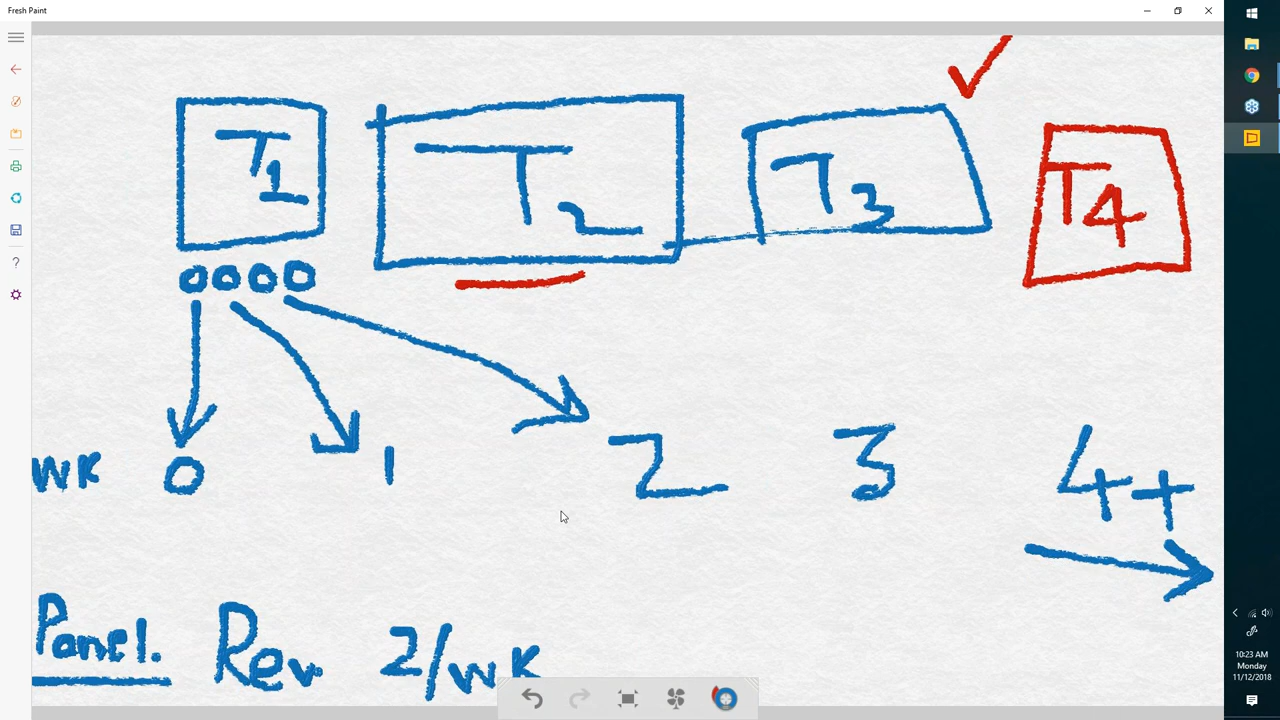 Fresh Paint
T1 T2 T3 T4
0000
wk 0 1 2 3 4+
Panel. Rev. 2/wk
10:23 AM
Monday
11/12/2018